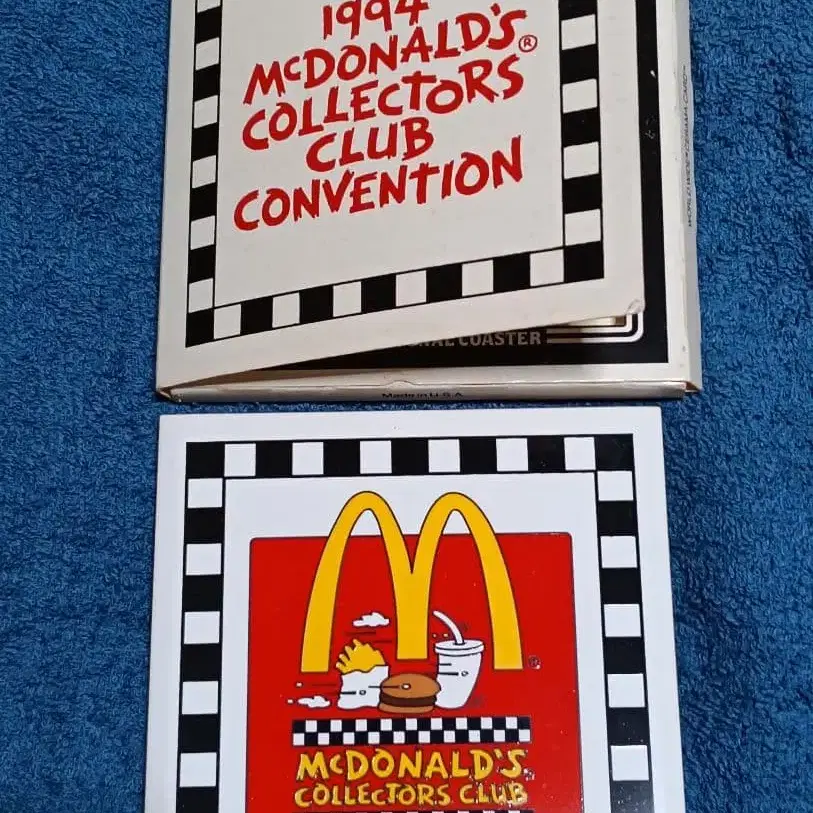 1994
McDONALD'S®
COLLECTORS
CLUB
CONVENTION
COASTER
Made in U.S.A.
M
®
McDONALD'S
COLLECTORS CLUB